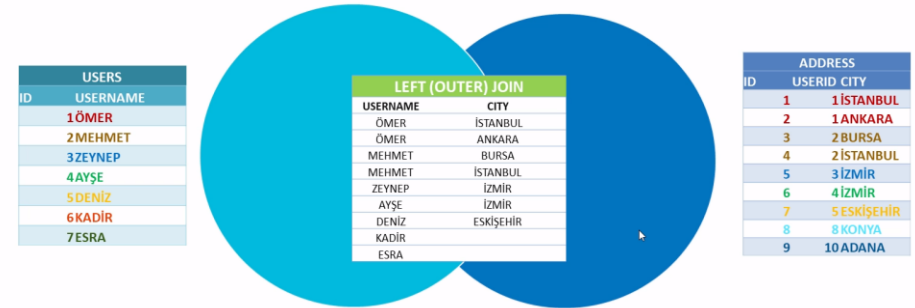 USERS
ID USERNAME
1 ÖMER
2 MEHMET
3 ZEYNEP
4 AYŞE
5 DENİZ
6 KADİR
7 ESRA
LEFT (OUTER) JOIN
USERNAME CITY
ÖMER İSTANBUL
ÖMER ANKARA
MEHMET BURSA
MEHMET İSTANBUL
ZEYNEP İZMİR
AYŞE İZMİR
DENİZ ESKİŞEHİR
KADİR
ESRA
ADDRESS
ID USERID CITY
1 1 İSTANBUL
2 1 ANKARA
3 2 BURSA
4 2 İSTANBUL
5 3 İZMİR
6 4 İZMİR
7 5 ESKİŞEHİR
8 8 KONYA
9 10 ADANA